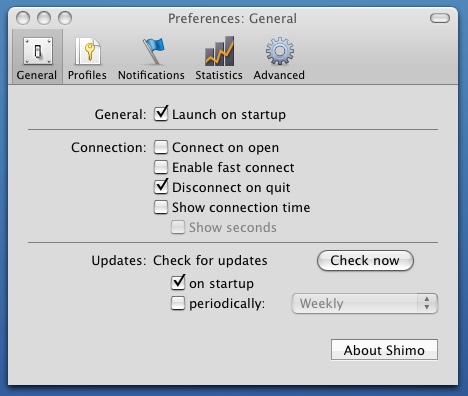 Preferences: General
General Profiles Notifications Statistics Advanced
General: Launch on startup
Connection: Connect on open
Enable fast connect
Disconnect on quit
Show connection time
Show seconds
Updates: Check for updates Check now
on startup
periodically: Weekly
About Shimo